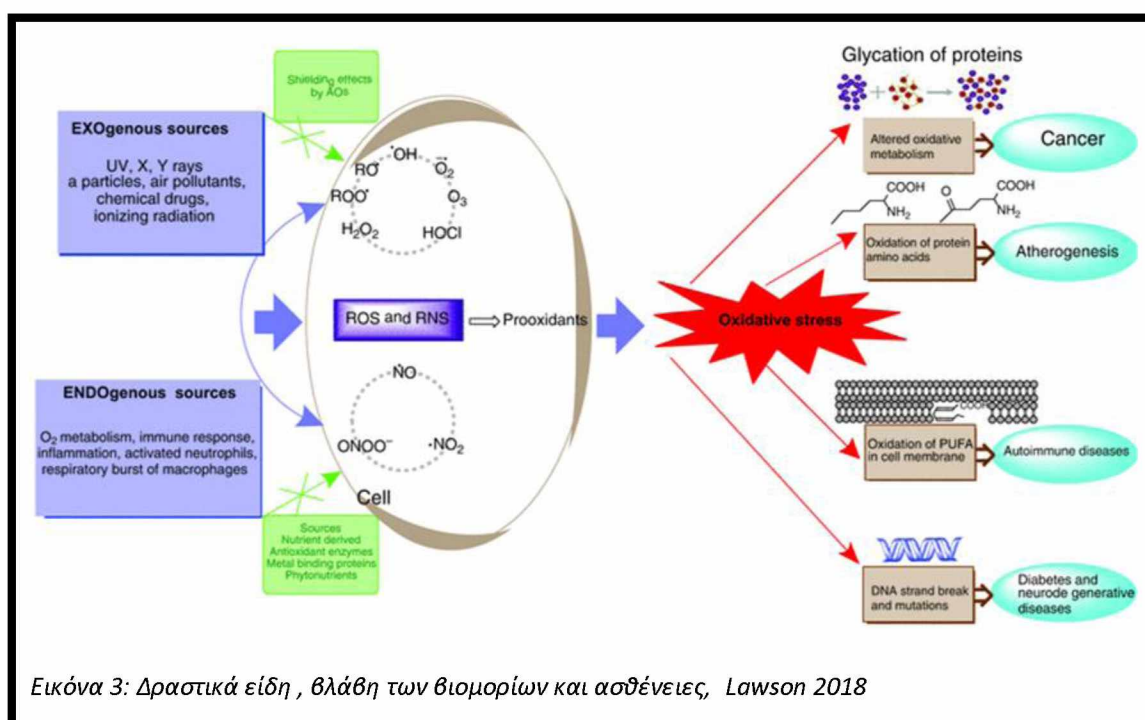 Glycation of proteins
Shielding effects
by AOs
EXOgenous sources
UV, X, Y rays
a particles, air pollutants,
chemical drugs,
ionizing radiation
RO˙
˙OH
O₂˙⁻
ROO˙
O₃
H₂O₂
HOCl
ROS and RNS
Prooxidants
ENDOgenous sources
O₂ metabolism, immune response,
inflammation, activated neutrophils,
respiratory burst of macrophages
ṄO
ONOO⁻
·NO₂
Cell
Sources
Nutrient derived
Antioxidant enzymes
Metal binding proteins
Phytonutrients
Oxidative stress
Altered oxidative
metabolism
Cancer
COOH
NH₂
O
COOH
NH₂
Oxidation of protein
amino acids
Atherogenesis
COOH
Oxidation of PUFA
in cell membrane
Autoimmune diseases
DNA strand break
and mutations
Diabetes and
neurode generative
diseases
Εικόνα 3: Δραστικά είδη , βλάβη των βιομορίων και ασθένειες, Lawson 2018